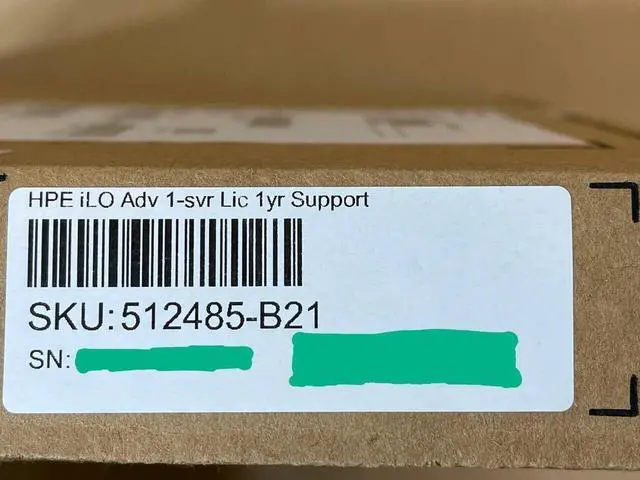 HPE iLO Adv 1-svr Lic 1yr Support
SKU: 512485-B21
SN: